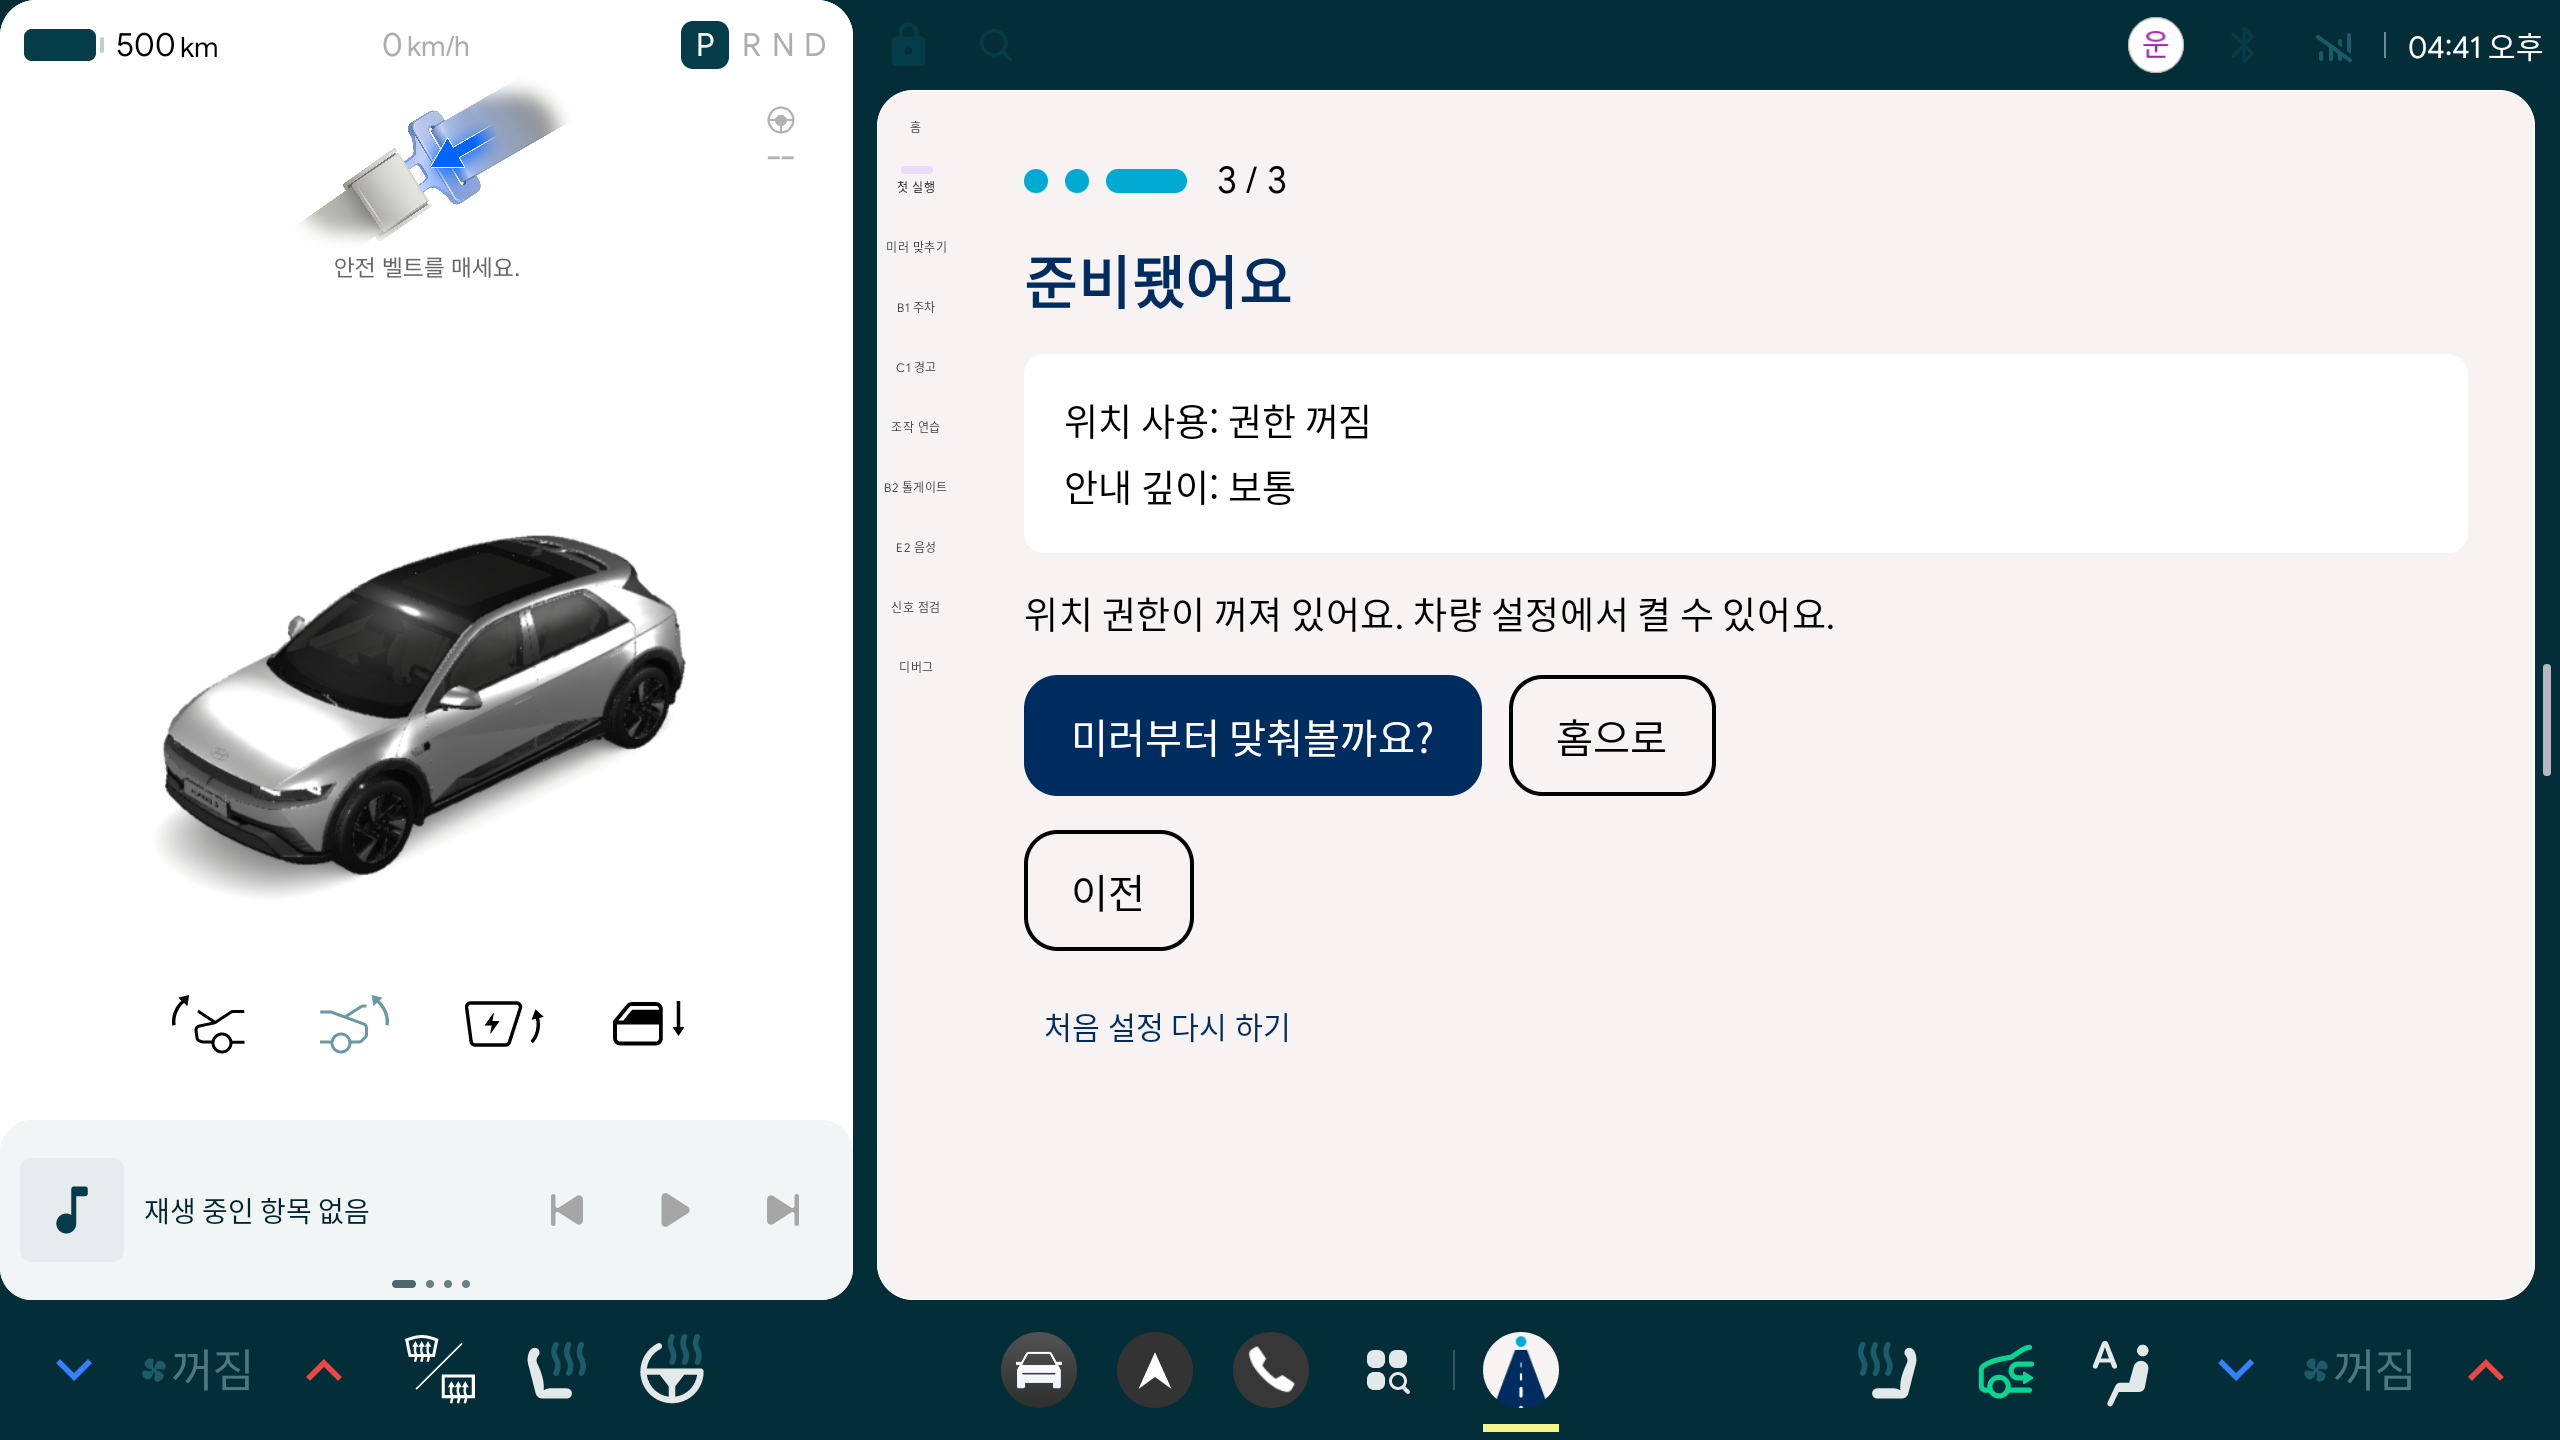 500 km
0 km/h
P R N D
운
04:41 오후
안전 벨트를 매세요.
--
재생 중인 항목 없음
홈
첫 실행
미러 맞추기
B1 주차
C1 경고
조작 연습
B2 톨게이트
E2 음성
신호 점검
디버그
3 / 3
준비됐어요
위치 사용: 권한 꺼짐
안내 깊이: 보통
위치 권한이 꺼져 있어요. 차량 설정에서 켤 수 있어요.
미러부터 맞춰볼까요?
홈으로
이전
처음 설정 다시 하기
꺼짐
A
꺼짐